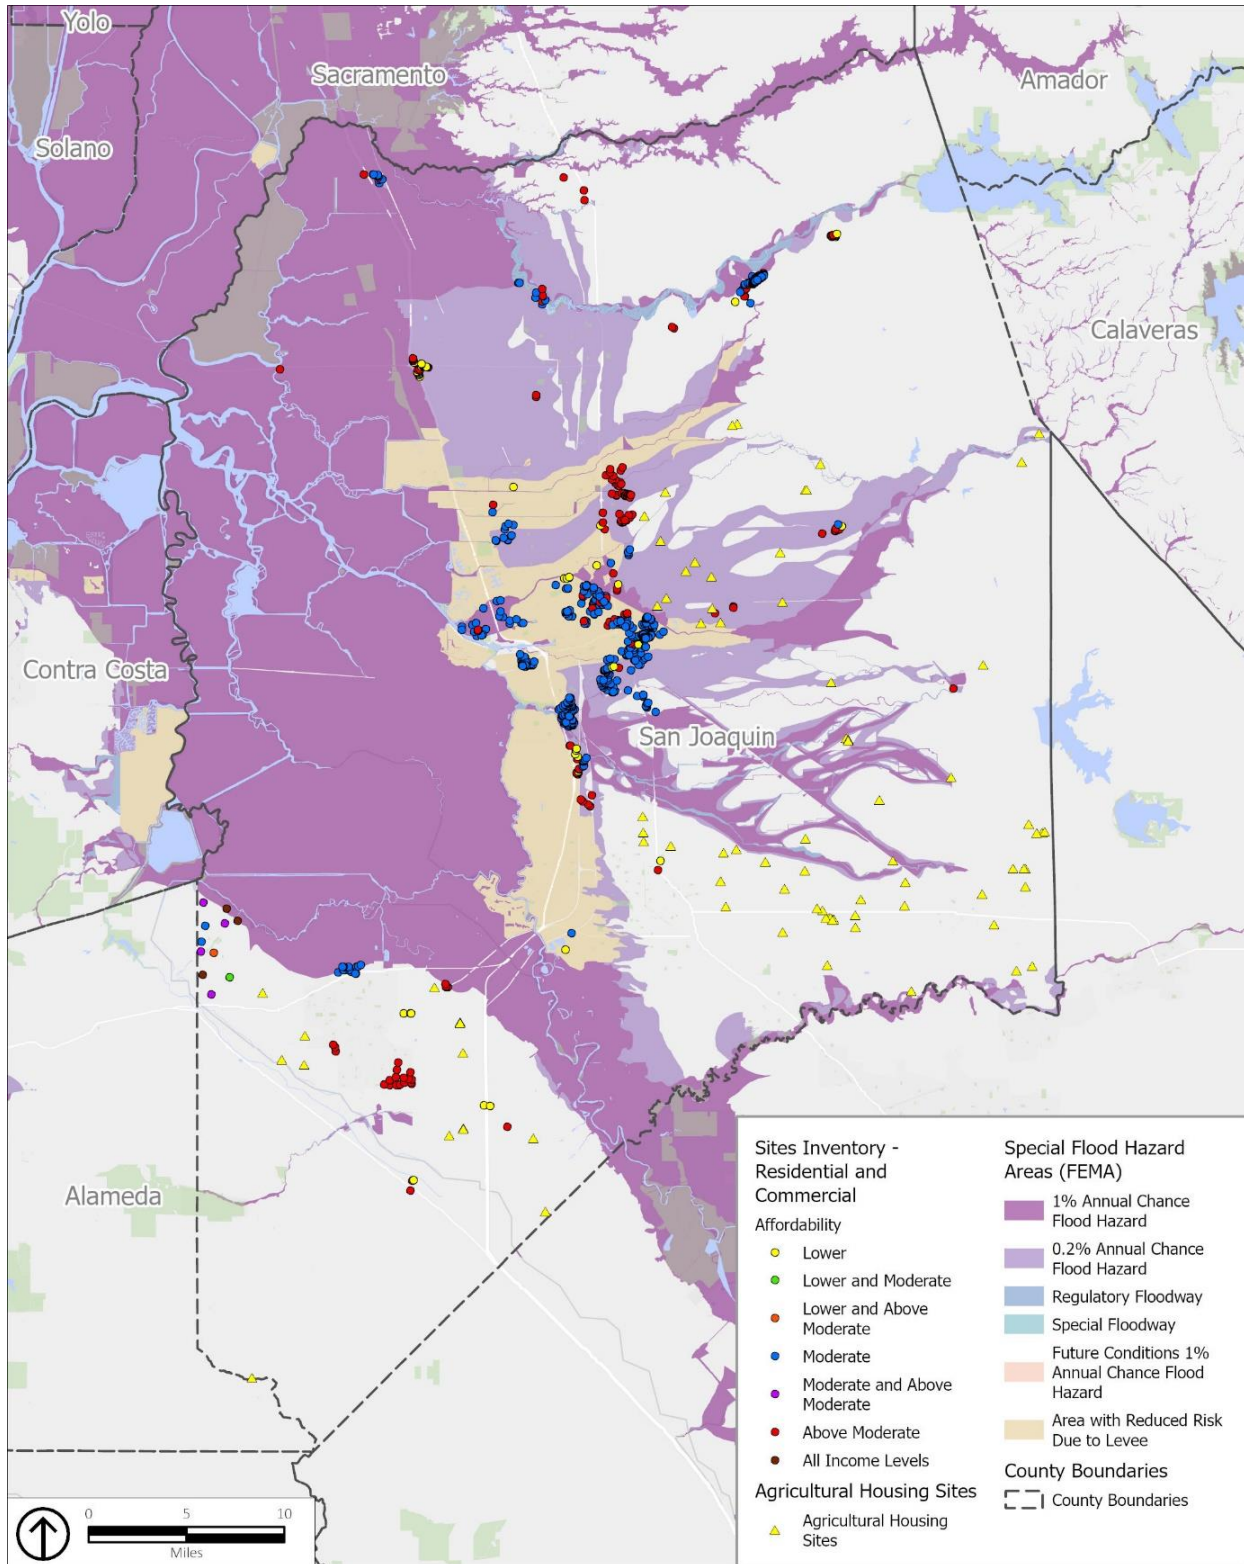 Yolo
Sacramento
Amador
Solano
Calaveras
Contra Costa
San Joaquin
Alameda
Sites Inventory -
Residential and
Commercial
Affordability
Lower
Lower and Moderate
Lower and Above
Moderate
Moderate
Moderate and Above
Moderate
Above Moderate
All Income Levels
Agricultural Housing Sites
Agricultural Housing
Sites
Special Flood Hazard
Areas (FEMA)
1% Annual Chance
Flood Hazard
0.2% Annual Chance
Flood Hazard
Regulatory Floodway
Special Floodway
Future Conditions 1%
Annual Chance Flood
Hazard
Area with Reduced Risk
Due to Levee
County Boundaries
County Boundaries
0 5 10
Miles